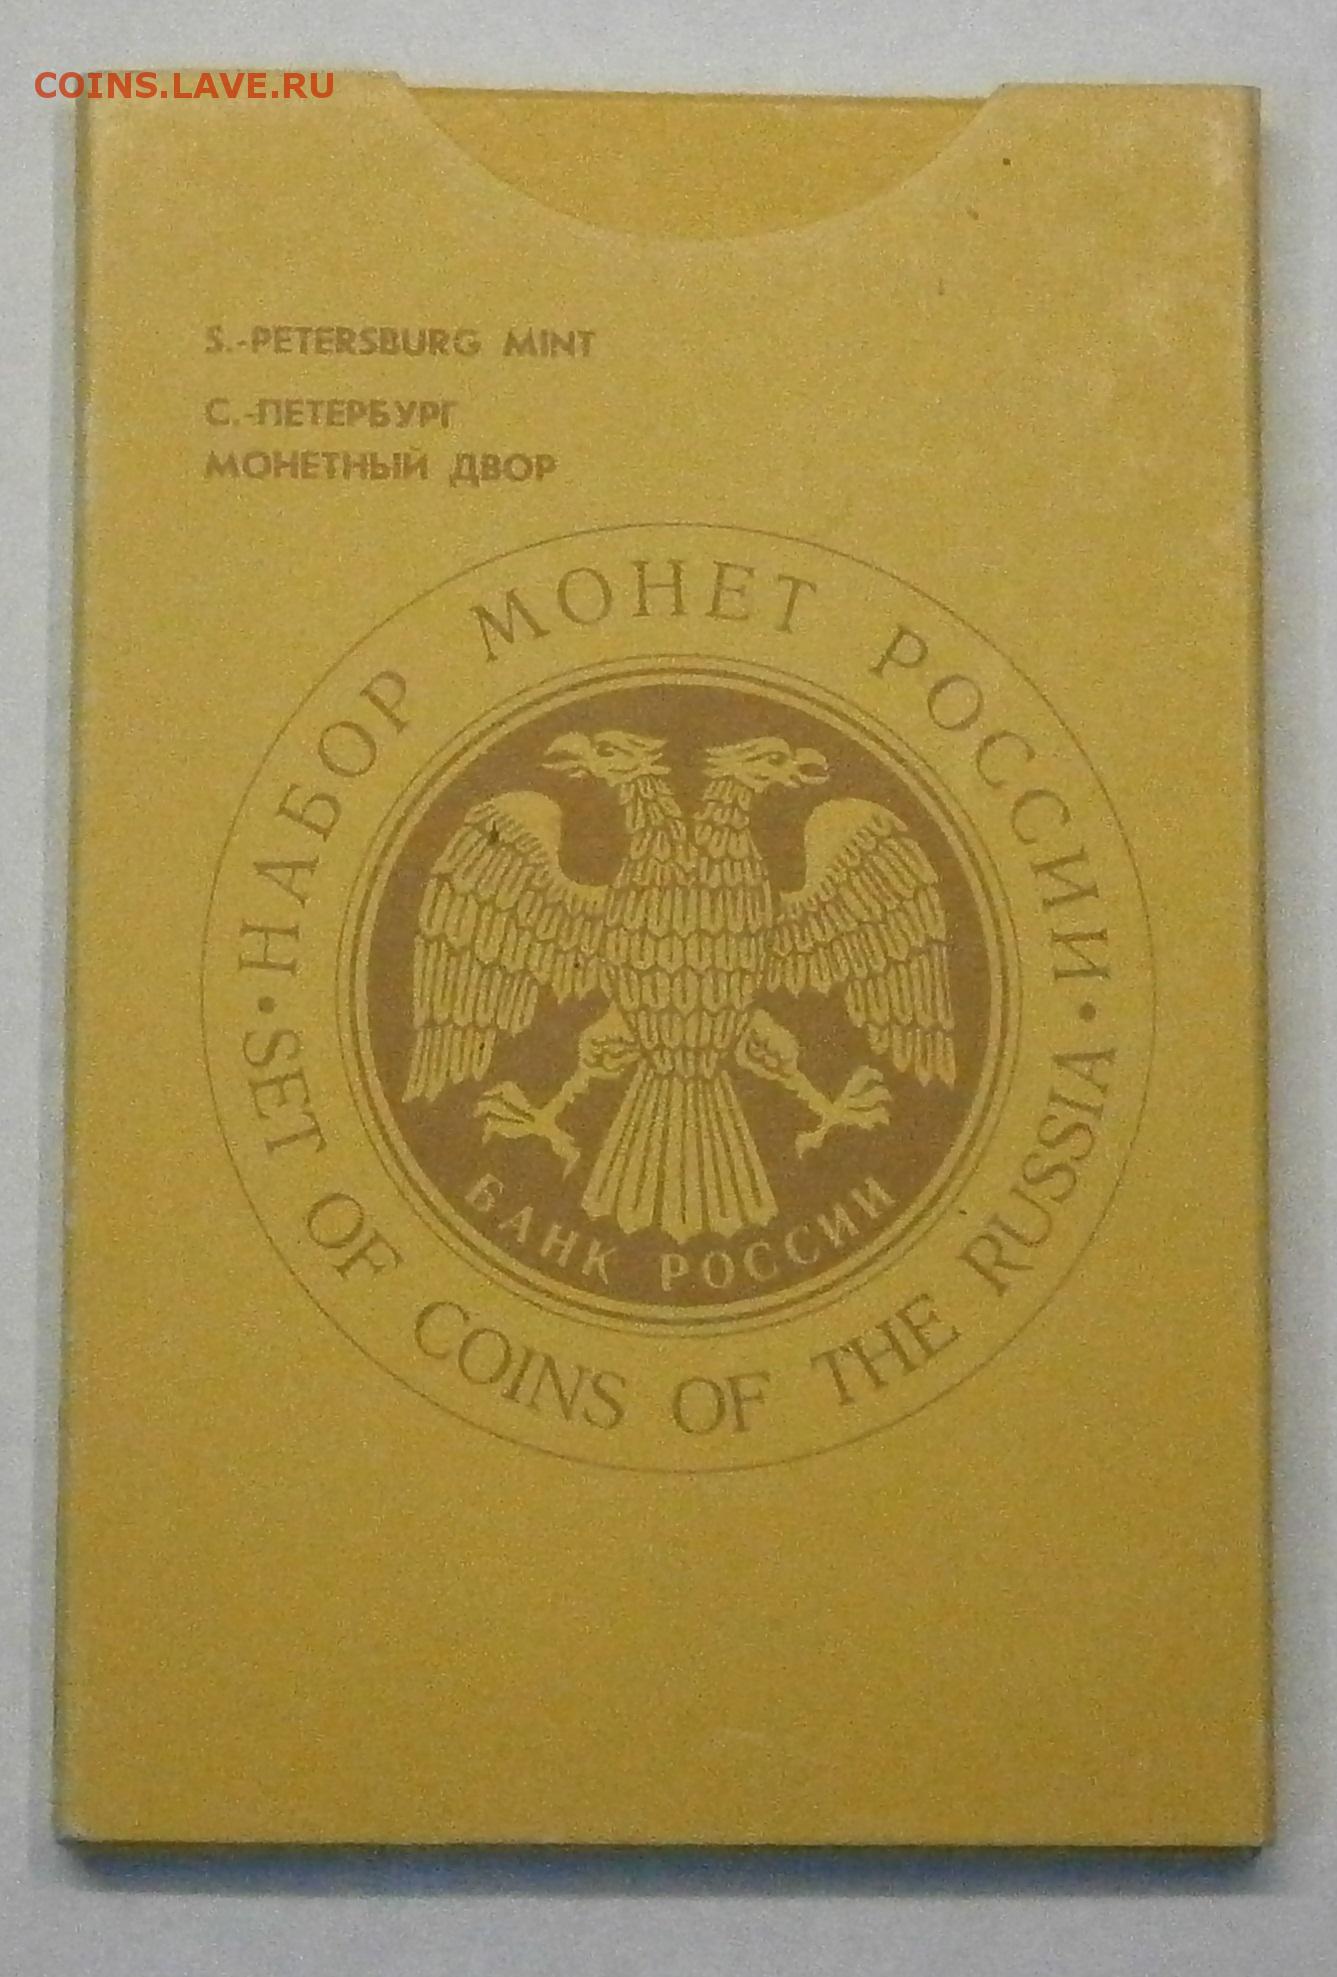 COINS.LAVE.RU
S.-PETERSBURG MINT
С.-ПЕТЕРБУРГ
МОНЕТНЫЙ ДВОР
НАБОР МОНЕТ РОССИИ
БАНК РОССИИ
SET OF COINS OF THE RUSSIA